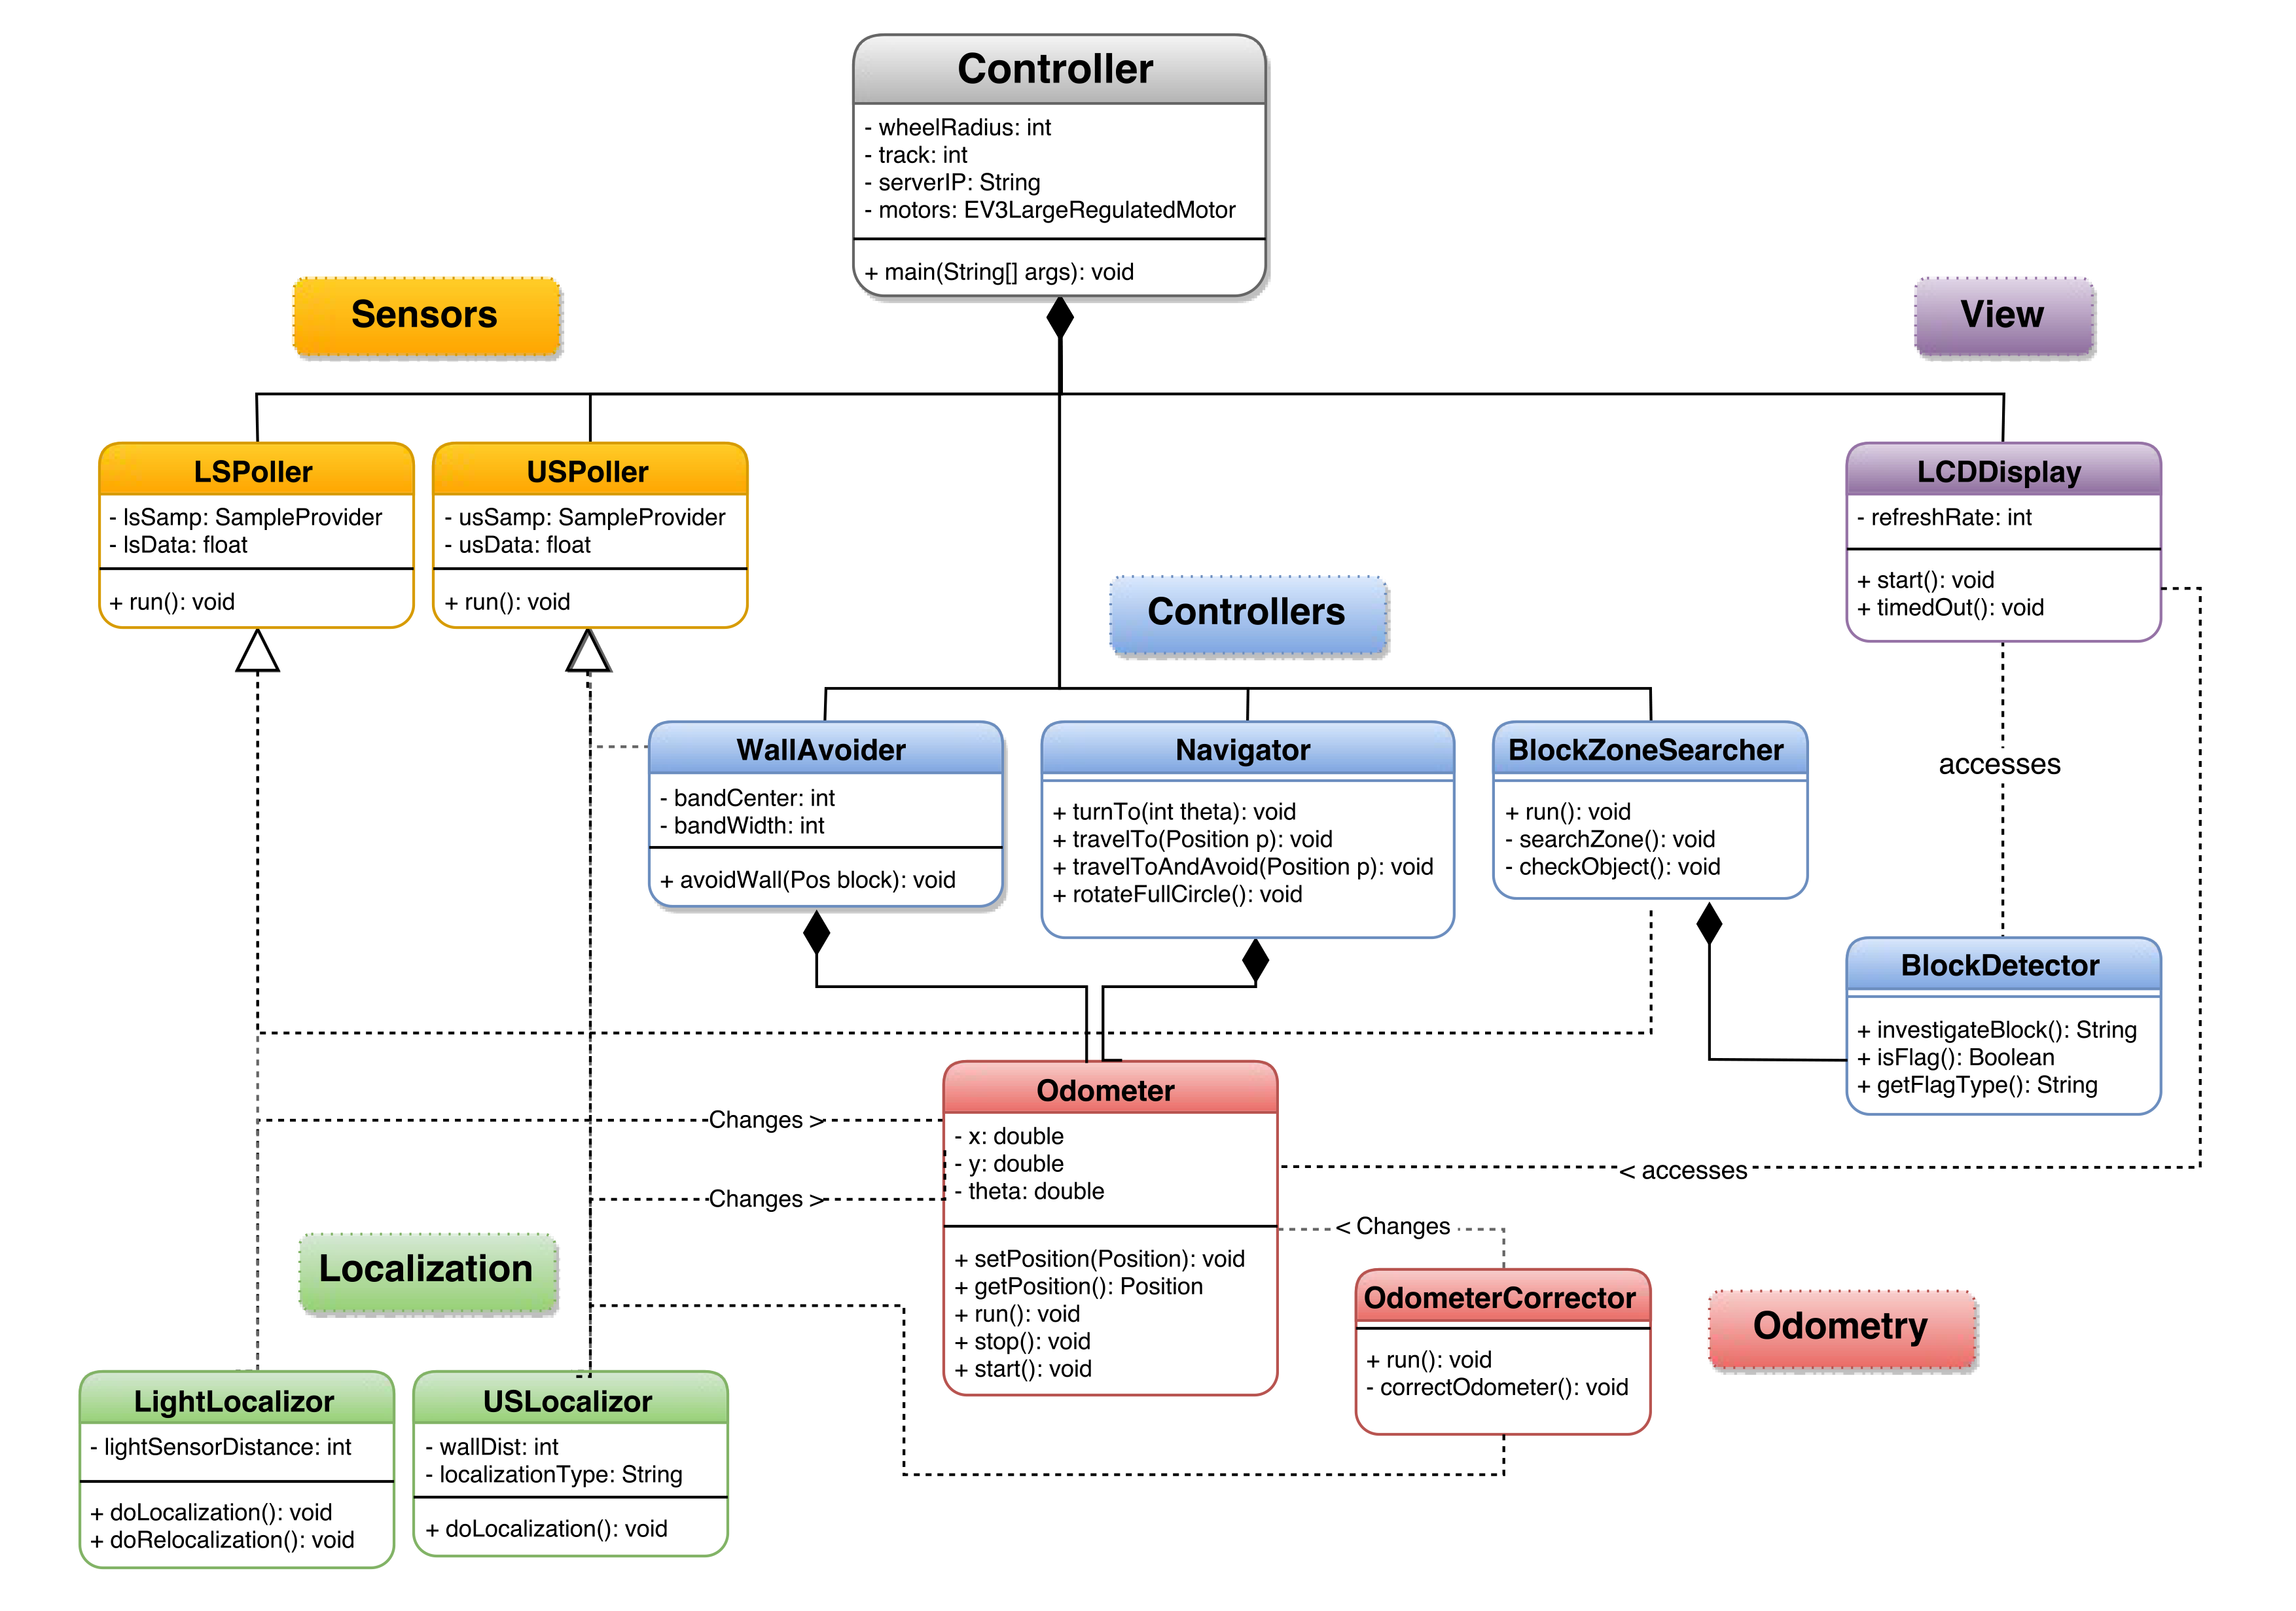 Controller
- wheelRadius: int
- track: int
- serverIP: String
- motors: EV3LargeRegulatedMotor
+ main(String[] args): void
Sensors
View
LSPoller
- lsSamp: SampleProvider
- lsData: float
+ run(): void
USPoller
- usSamp: SampleProvider
- usData: float
+ run(): void
LCDDisplay
- refreshRate: int
+ start(): void
+ timedOut(): void
Controllers
WallAvoider
- bandCenter: int
- bandWidth: int
+ avoidWall(Pos block): void
Navigator
+ turnTo(int theta): void
+ travelTo(Position p): void
+ travelToAndAvoid(Position p): void
+ rotateFullCircle(): void
BlockZoneSearcher
+ run(): void
- searchZone(): void
- checkObject(): void
accesses
BlockDetector
+ investigateBlock(): String
+ isFlag(): Boolean
+ getFlagType(): String
Odometer
- x: double
- y: double
- theta: double
+ setPosition(Position): void
+ getPosition(): Position
+ run(): void
+ stop(): void
+ start(): void
Changes >
Changes >
< accesses
< Changes
Localization
OdometerCorrector
+ run(): void
- correctOdometer(): void
Odometry
LightLocalizor
- lightSensorDistance: int
+ doLocalization(): void
+ doRelocalization(): void
USLocalizor
- wallDist: int
- localizationType: String
+ doLocalization(): void